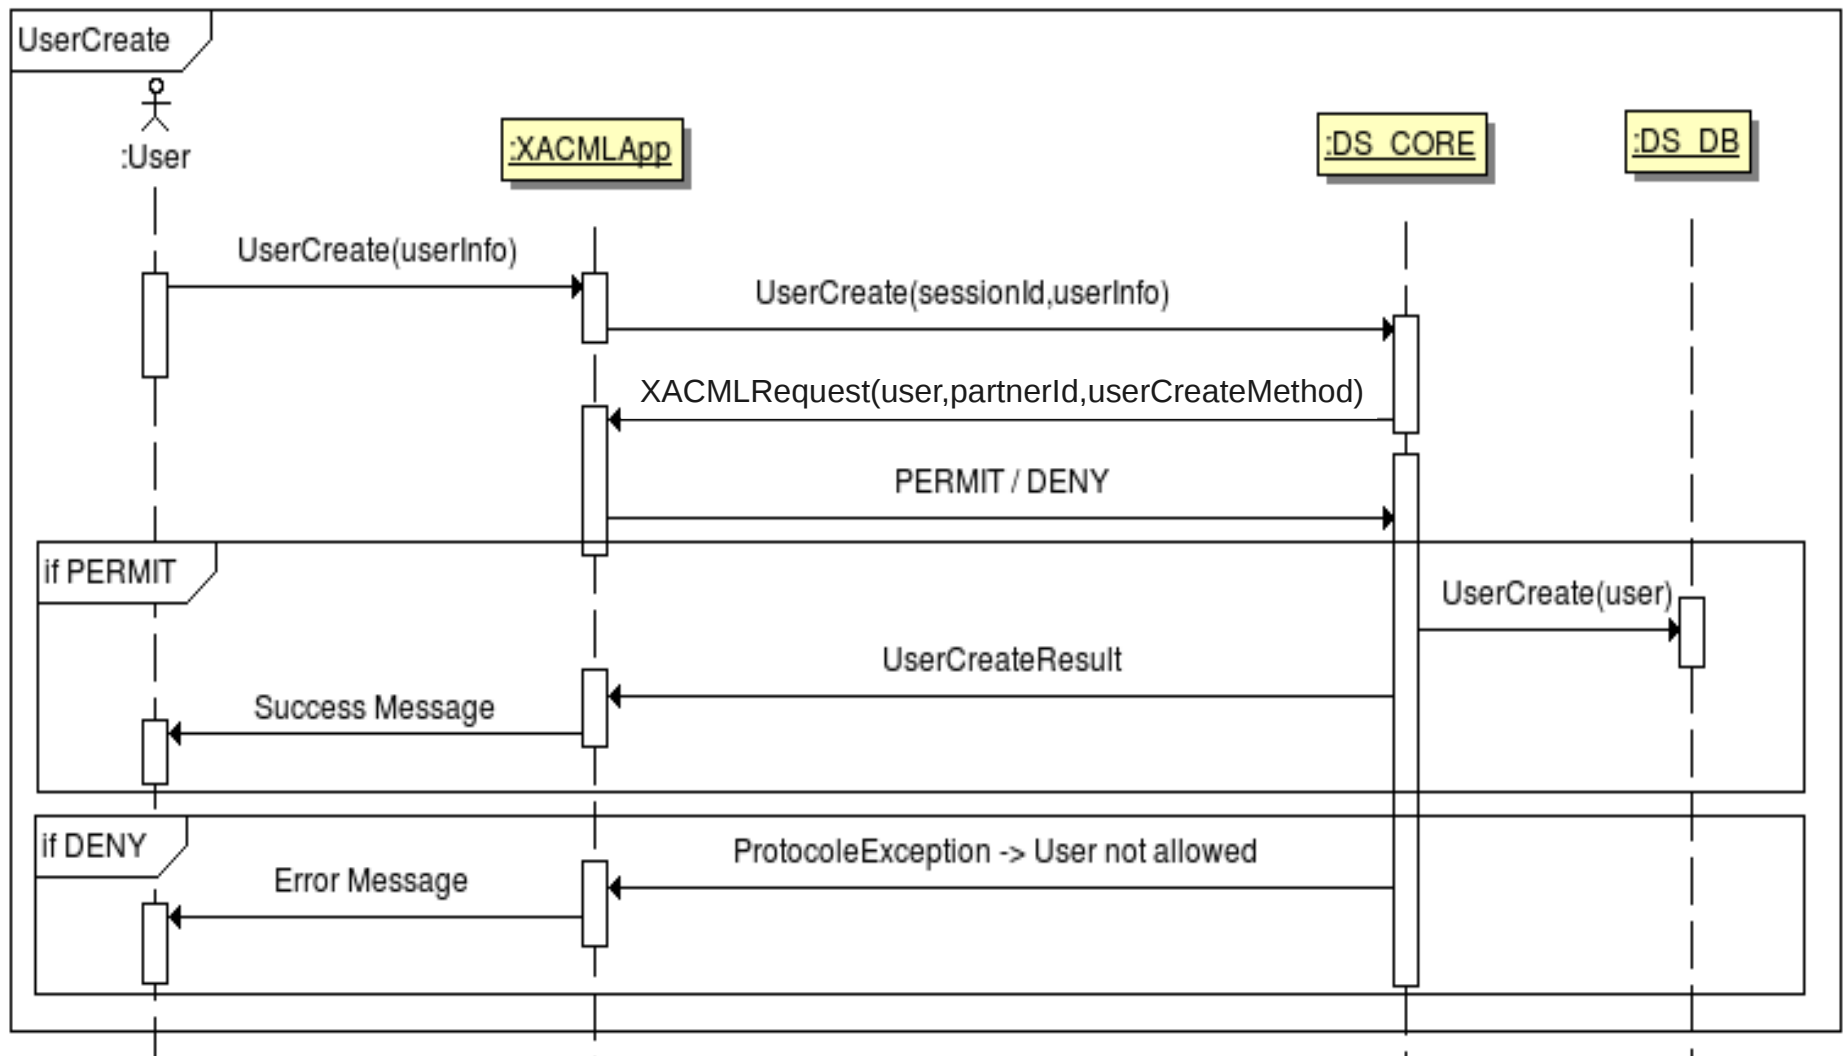 UserCreate
:User
:XACMLApp
:DS_CORE
:DS_DB
UserCreate(userInfo)
UserCreate(sessionId,userInfo)
XACMLRequest(user,partnerId,userCreateMethod)
PERMIT / DENY
if PERMIT
UserCreate(user)
UserCreateResult
Success Message
if DENY
ProtocoleException -> User not allowed
Error Message